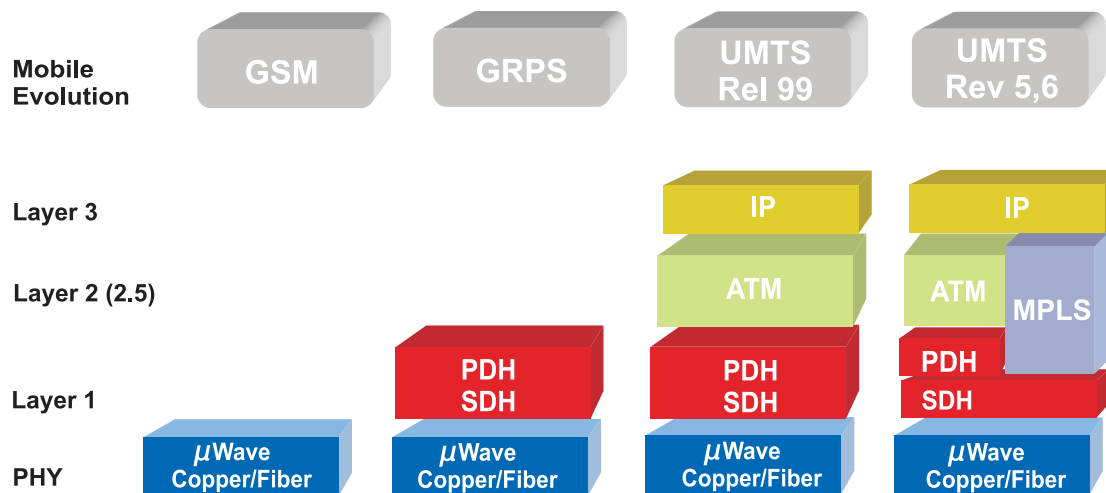 Mobile
Evolution
GSM
GRPS
UMTS
Rel 99
UMTS
Rev 5,6
Layer 3
IP
IP
Layer 2 (2.5)
ATM
ATM
MPLS
Layer 1
PDH
SDH
PDH
SDH
PDH
SDH
PHY
μWave
Copper/Fiber
μWave
Copper/Fiber
μWave
Copper/Fiber
μWave
Copper/Fiber